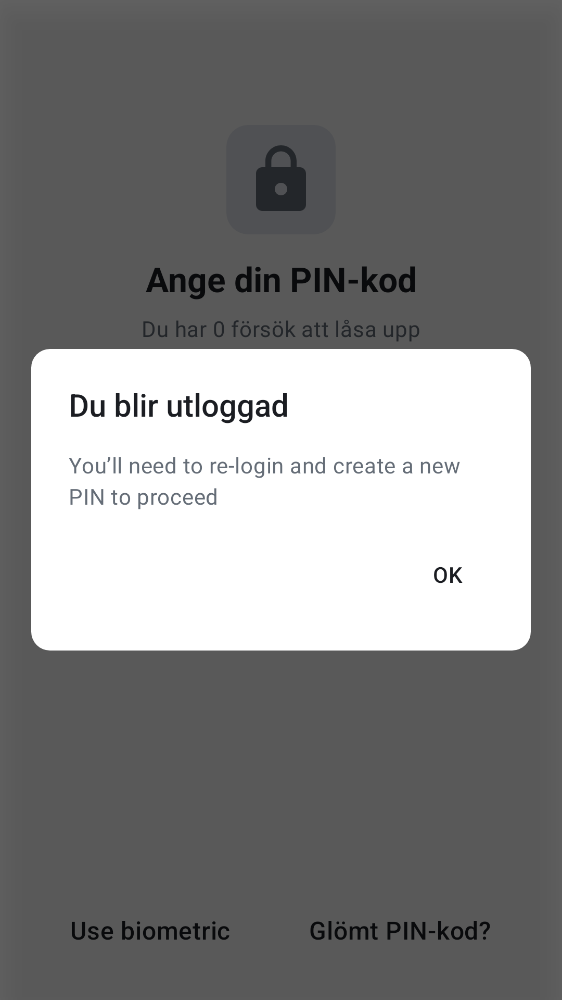 Ange din PIN-kod
Du har 0 försök att låsa upp
Du blir utloggad
You’ll need to re-login and create a new
PIN to proceed
OK
Use biometric
Glömt PIN-kod?